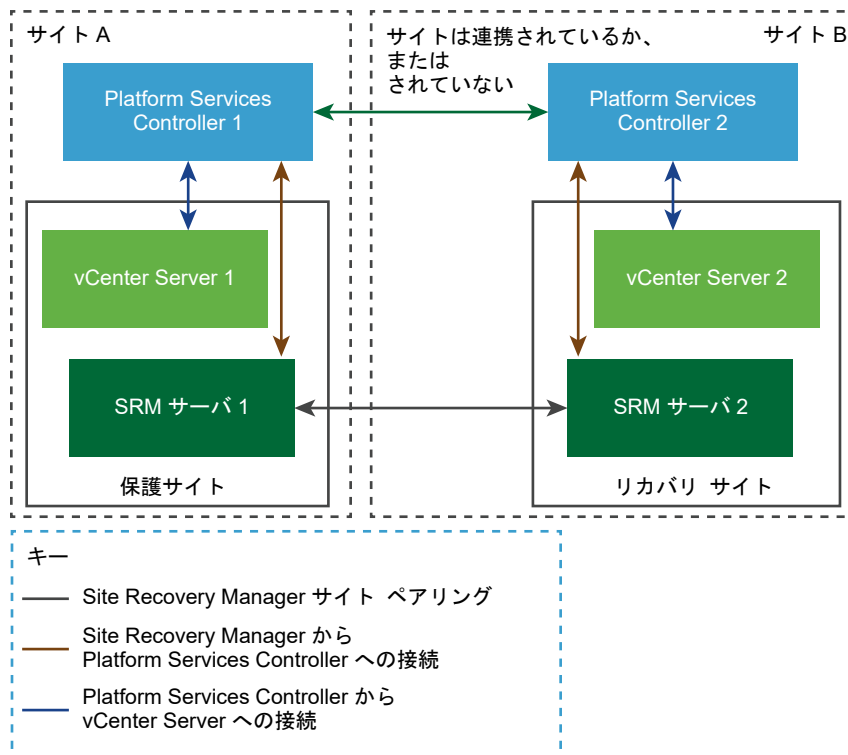 サイト A
サイトは連携されているか、
または
されていない
サイト B
Platform Services
Controller 1
Platform Services
Controller 2
vCenter Server 1
vCenter Server 2
SRM サーバ 1
SRM サーバ 2
保護サイト
リカバリ サイト
キー
Site Recovery Manager サイト ペアリング
Site Recovery Manager から
Platform Services Controller への接続
Platform Services Controller から
vCenter Server への接続